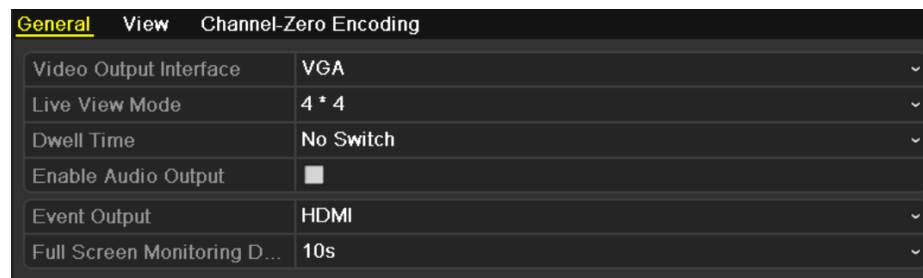 General View Channel-Zero Encoding
Video Output Interface VGA
Live View Mode 4 * 4
Dwell Time No Switch
Enable Audio Output
Event Output HDMI
Full Screen Monitoring D... 10s